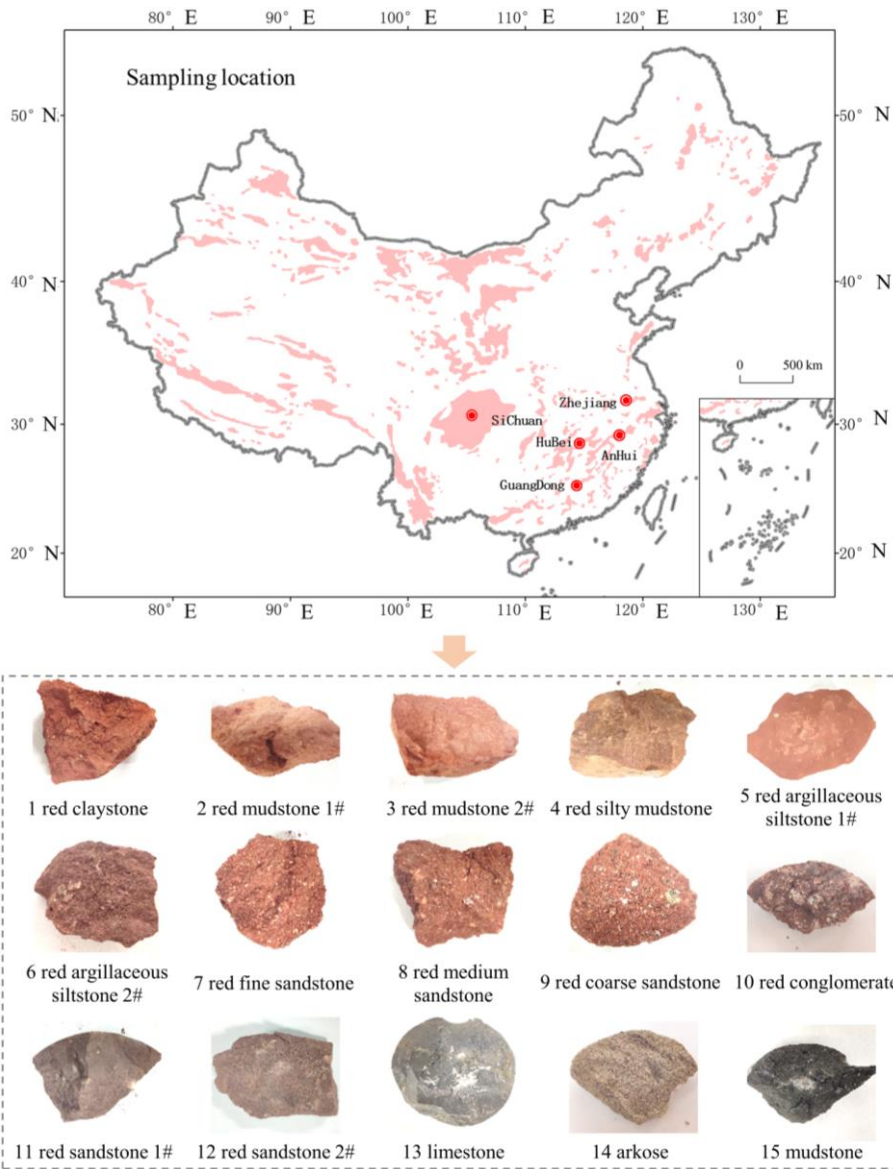 80° E 90° E 100° E 110° E 120° E 130° E
Sampling location
50° N 50° N
40° N 40° N
0 500 km
Zhejiang
30° N 30° N
SiChuan
HuBei
AnHui
GuangDong
20° N 20° N
80° E 90° E 100° E 110° E 120° E 130° E
1 red claystone
2 red mudstone 1#
3 red mudstone 2#
4 red silty mudstone
5 red argillaceous
siltstone 1#
6 red argillaceous
siltstone 2#
7 red fine sandstone
8 red medium
sandstone
9 red coarse sandstone
10 red conglomerate
11 red sandstone 1#
12 red sandstone 2#
13 limestone
14 arkose
15 mudstone